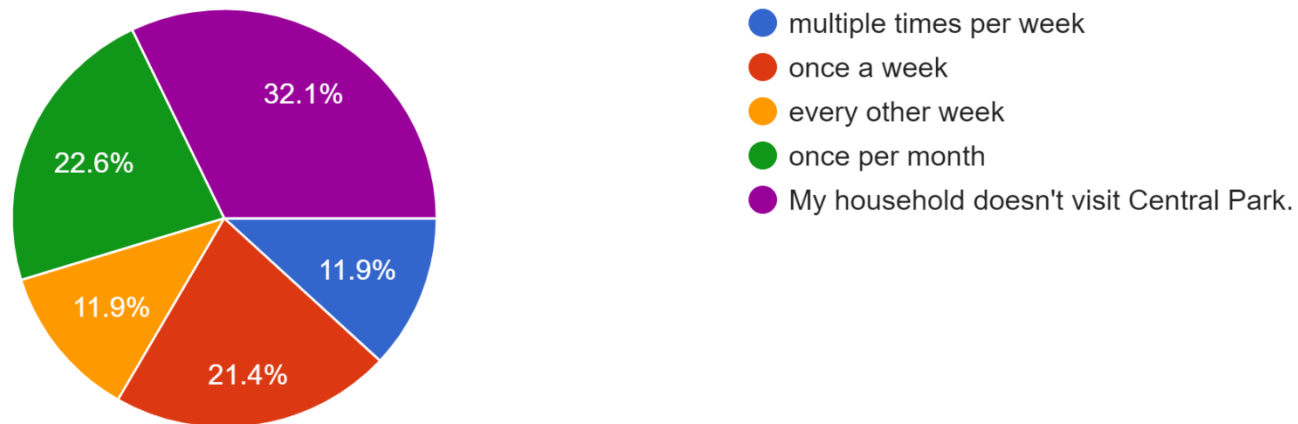 32.1%
22.6%
11.9%
11.9%
21.4%
multiple times per week
once a week
every other week
once per month
My household doesn't visit Central Park.